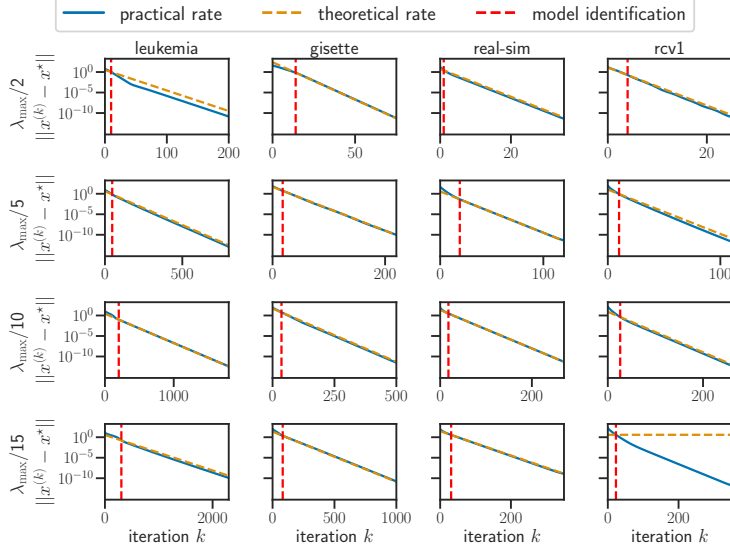 practical rate theoretical rate model identification
leukemia gisette real-sim rcv1
λmax/2
||x^(k) − x*||
10^0
10^−5
10^−10
0 200 0 50 0 20 0 20
λmax/5
||x^(k) − x*||
10^0
10^−5
10^−10
500 0 200 0 100 0 100
λmax/10
||x^(k) − x*||
10^0
10^−5
10^−10
1000 0 250 500 0 200 0 200
λmax/15
||x^(k) − x*||
10^0
10^−5
10^−10
0 2000 0 500 1000 0 200 0 200
iteration k iteration k iteration k iteration k